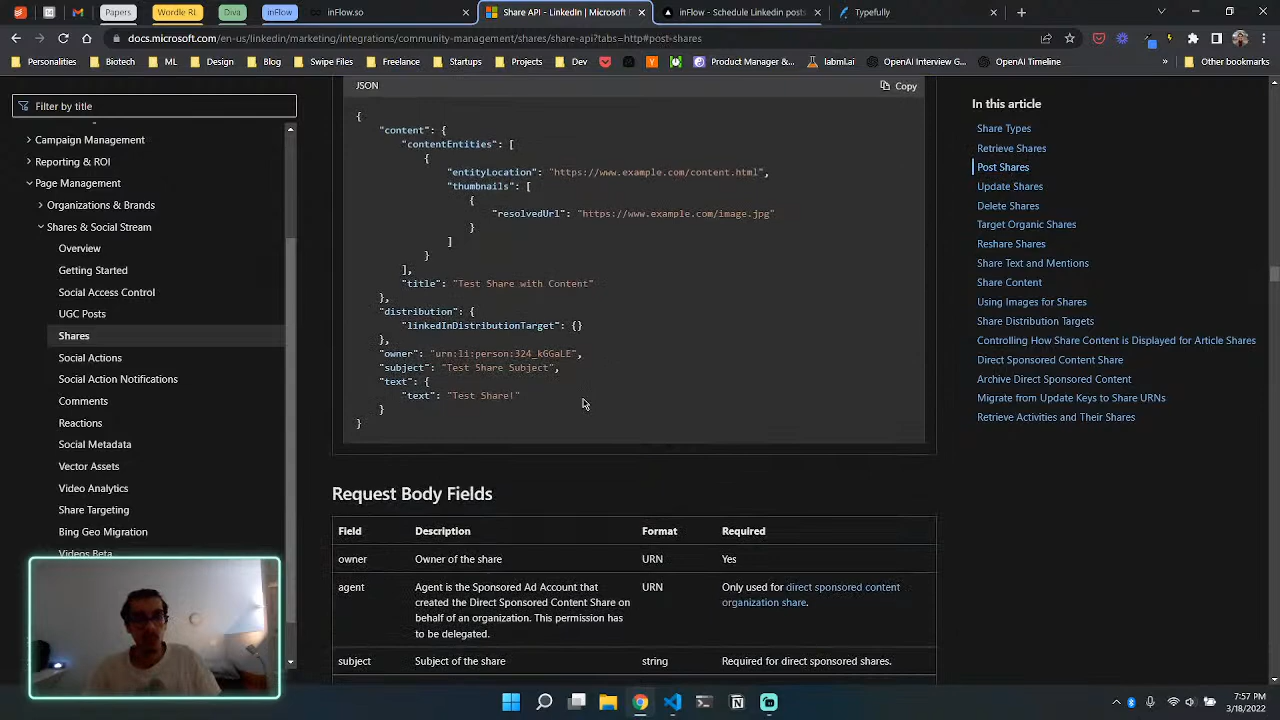 Papers
Wordle RL
Diva
inFlow
inFlow.so
Share API - LinkedIn | Microsoft
inFlow - Schedule Linkedin post
Typefully
docs.microsoft.com/en-us/linkedin/marketing/integrations/community-management/shares/share-api?tabs=http#post-shares
Personalities
Biotech
ML
Design
Blog
Swipe Files
Freelance
Startups
Projects
Dev
Product Management &...
labmlai
OpenAI Interview
OpenAI Timeline
»
Other bookmarks
Filter by title
Campaign Management
Reporting & ROI
Page Management
Organizations & Brands
Shares & Social Stream
Overview
Getting Started
Social Access Control
UGC Posts
Shares
Social Actions
Social Action Notifications
Comments
Reactions
Social Metadata
Vector Assets
Video Analytics
Share Targeting
Bing Geo Migration
Videos Beta
JSON
Copy
{
"content": {
"contentEntities": [
{
"entityLocation": "https://www.example.com/content.html",
"thumbnails": [
{
"resolvedUrl": "https://www.example.com/image.jpg"
}
]
}
],
"title": "Test Share with Content"
},
"distribution": {
"linkedInDistributionTarget": {}
},
"owner": "urn:li:person:324_kGGaLE",
"subject": "Test Share Subject",
"text": {
"text": "Test Share!"
}
}
Request Body Fields
Field Description Format Required
owner Owner of the share URN Yes
agent Agent is the Sponsored Ad Account that URN Only used for direct sponsored content
created the Direct Sponsored Content Share on organization share.
behalf of an organization. This permission has
to be delegated.
subject Subject of the share string Required for direct sponsored shares.
In this article
Share Types
Retrieve Shares
Post Shares
Update Shares
Delete Shares
Target Organic Shares
Reshare Shares
Share Text and Mentions
Share Content
Using Images for Shares
Share Distribution Targets
Controlling How Share Content is Displayed for Article Shares
Direct Sponsored Content Share
Archive Direct Sponsored Content
Migrate from Update Keys to Share URNs
Retrieve Activities and Their Shares
7:57 PM
3/18/2022